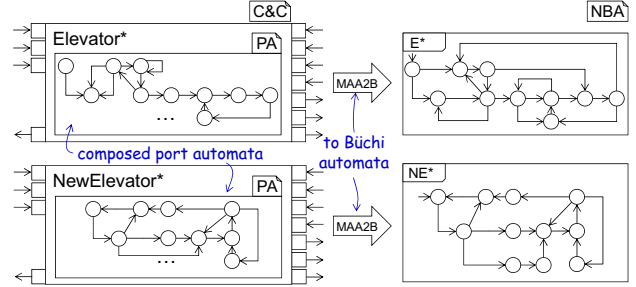 C&C
NBA
Elevator*
PA
E*
MAA2B
...
composed port automata
to Büchi
automata
NewElevator*
PA
NE*
MAA2B
...